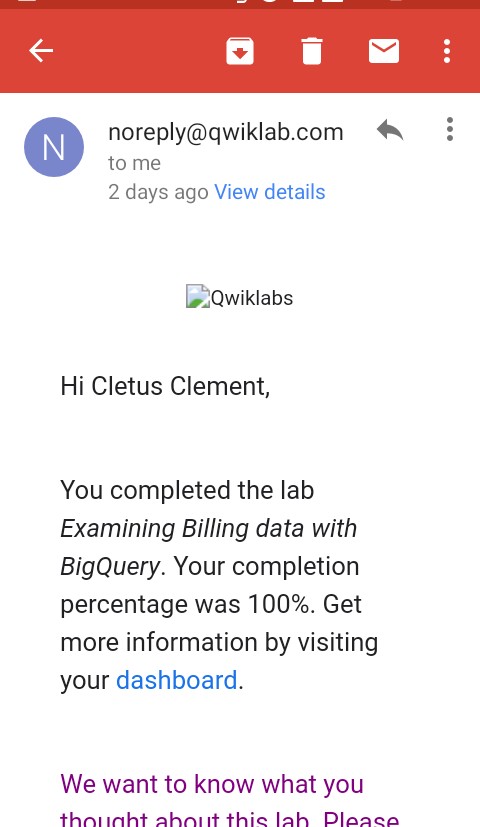 N
noreply@qwiklab.com
to me
2 days ago View details
Qwiklabs
Hi Cletus Clement,
You completed the lab
Examining Billing data with
BigQuery. Your completion
percentage was 100%. Get
more information by visiting
your dashboard.
We want to know what you
thought about this lab. Please